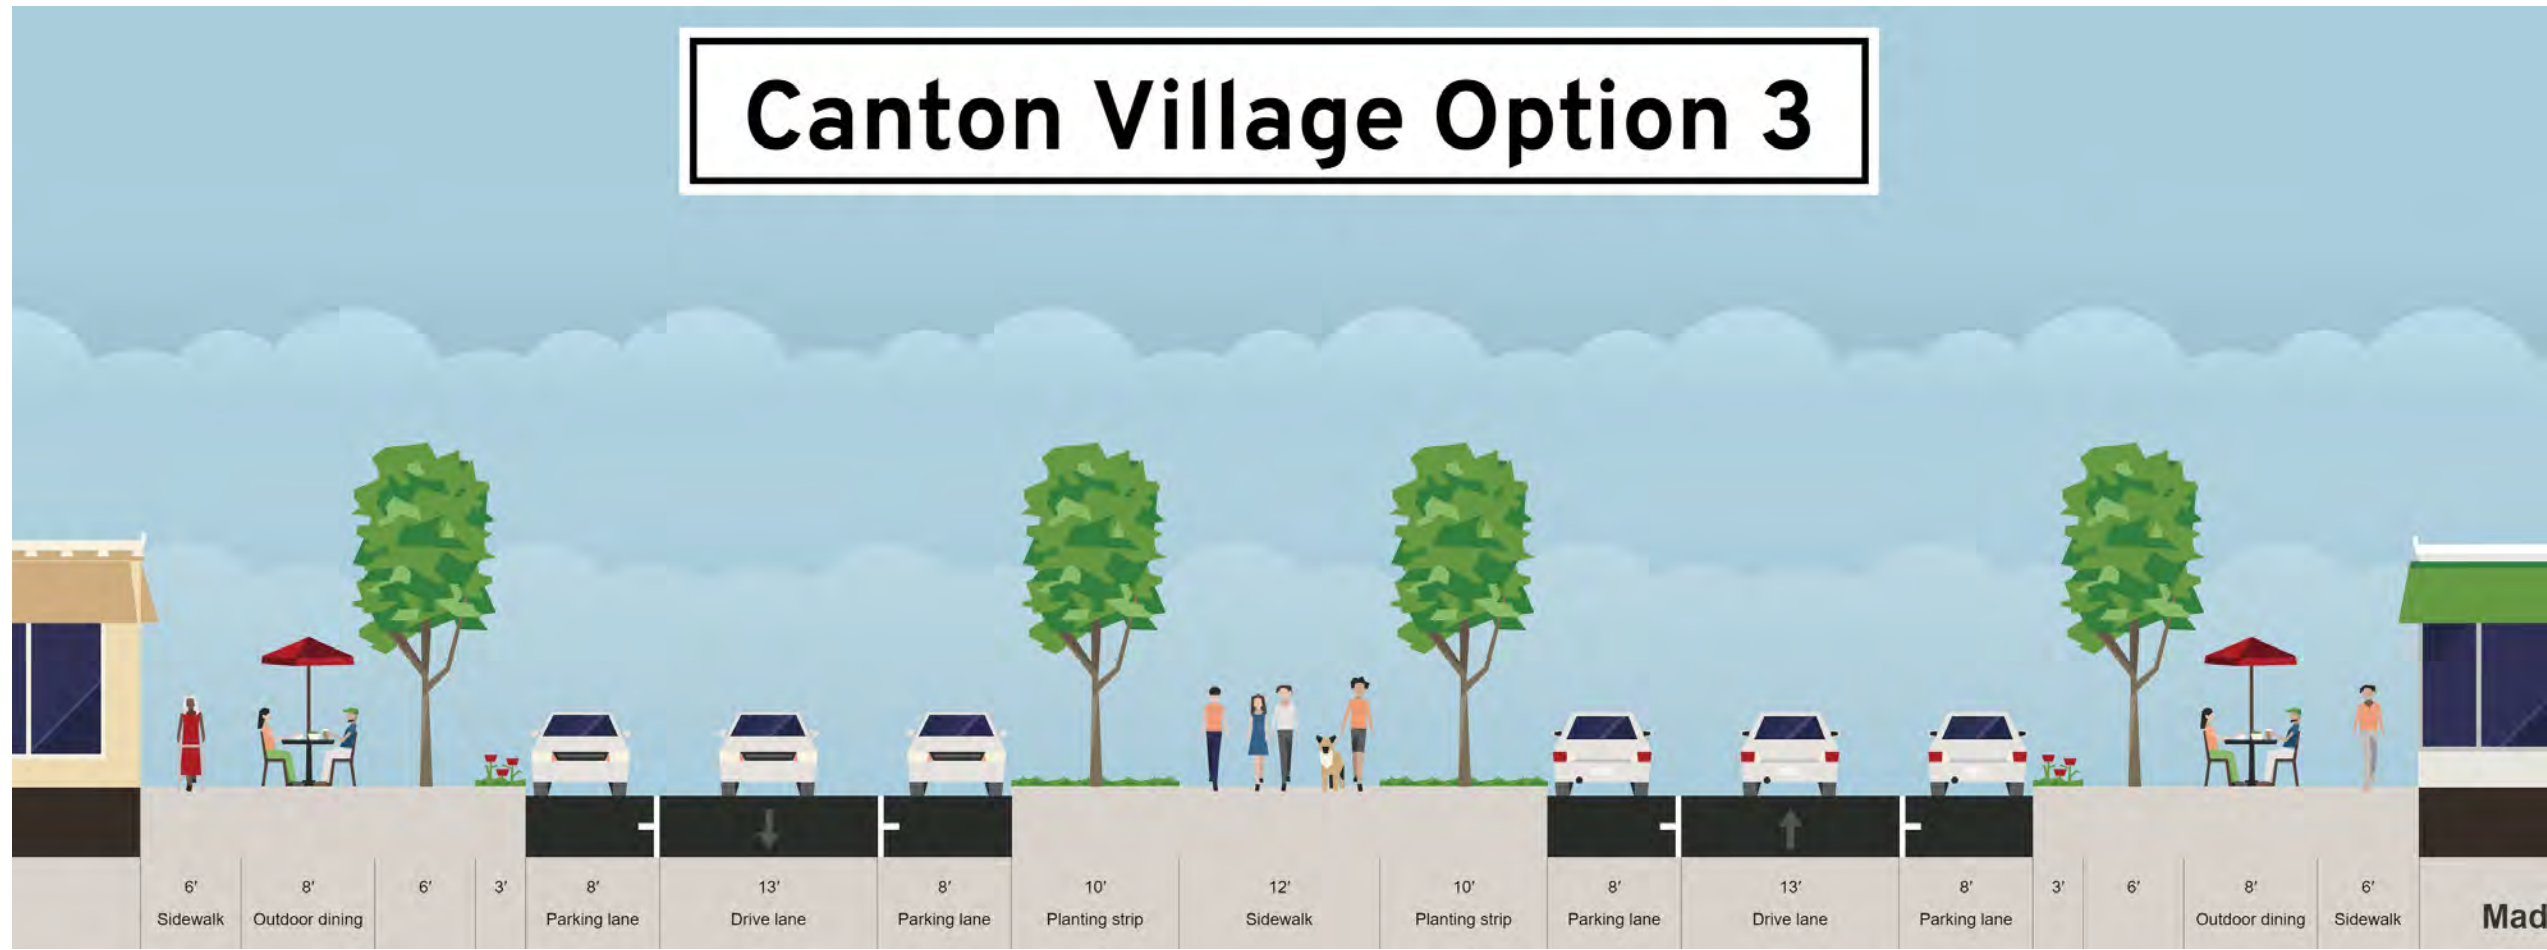 Canton Village Option 3
6' 8' 6' 3' 8' 13' 8' 10' 12' 10' 8' 13' 8' 3' 6' 8' 6'
Sidewalk Outdoor dining Parking lane Drive lane Parking lane Planting strip Sidewalk Planting strip Parking lane Drive lane Parking lane Outdoor dining Sidewalk Mad